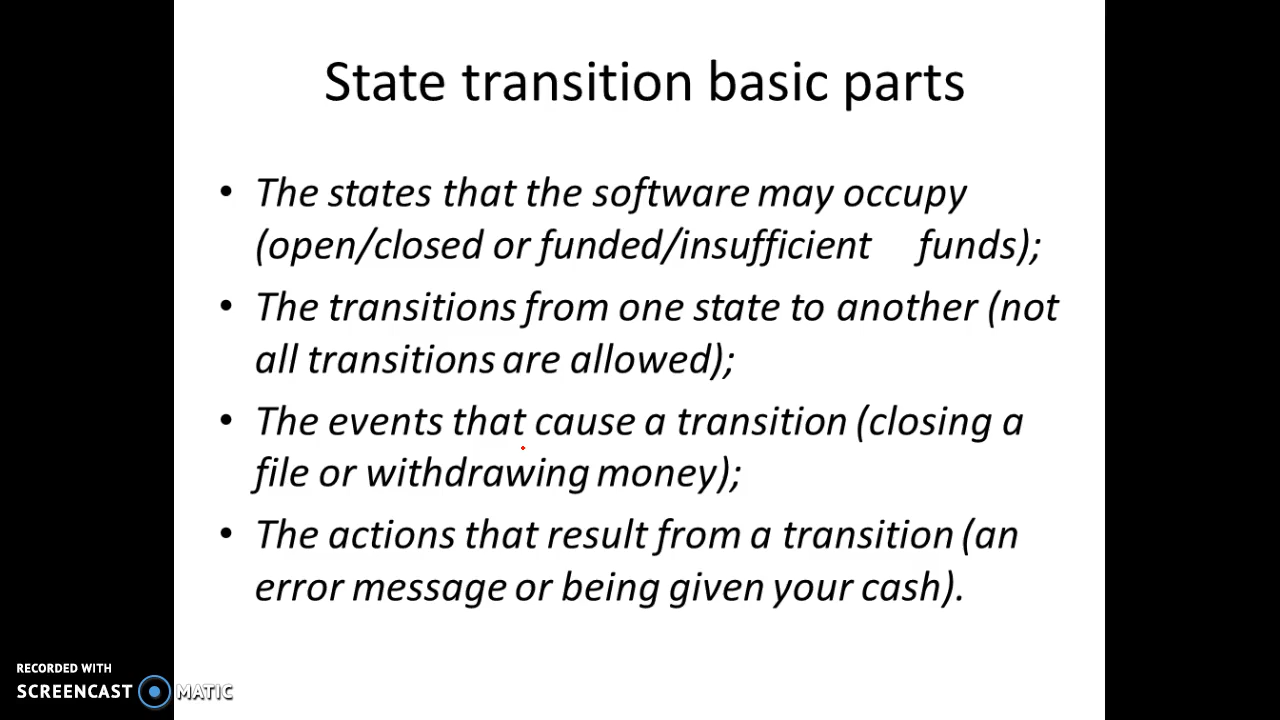 State transition basic parts
• The states that the software may occupy
(open/closed or funded/insufficient funds);
• The transitions from one state to another (not
all transitions are allowed);
• The events that cause a transition (closing a
file or withdrawing money);
• The actions that result from a transition (an
error message or being given your cash).
RECORDED WITH
SCREENCAST MATIC